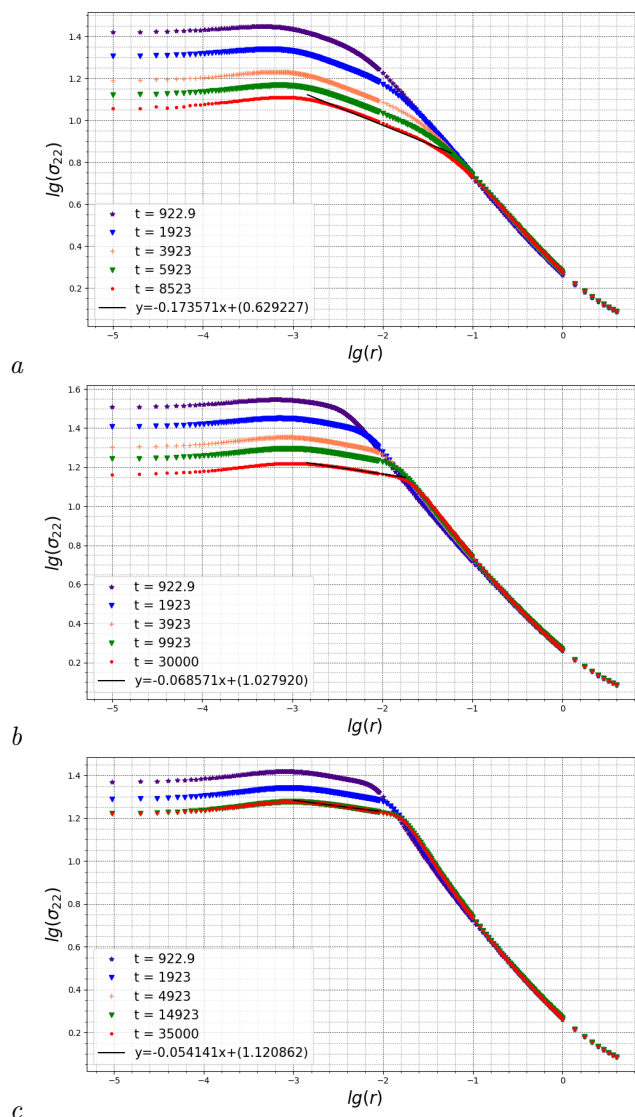 lg(σ₂₂)
1.4
1.2
1.0
0.8
0.6
0.4
0.2
t = 922.9
t = 1923
t = 3923
t = 5923
t = 8523
y=-0.173571x+(0.629227)
−5 −4 −3 −2 −1 0
lg(r)
a
lg(σ₂₂)
1.6
1.4
1.2
1.0
0.8
0.6
0.4
0.2
t = 922.9
t = 1923
t = 3923
t = 9923
t = 30000
y=-0.068571x+(1.027920)
−5 −4 −3 −2 −1 0
lg(r)
b
lg(σ₂₂)
1.4
1.2
1.0
0.8
0.6
0.4
0.2
t = 922.9
t = 1923
t = 4923
t = 14923
t = 35000
y=-0.054141x+(1.120862)
−5 −4 −3 −2 −1 0
lg(r)
c